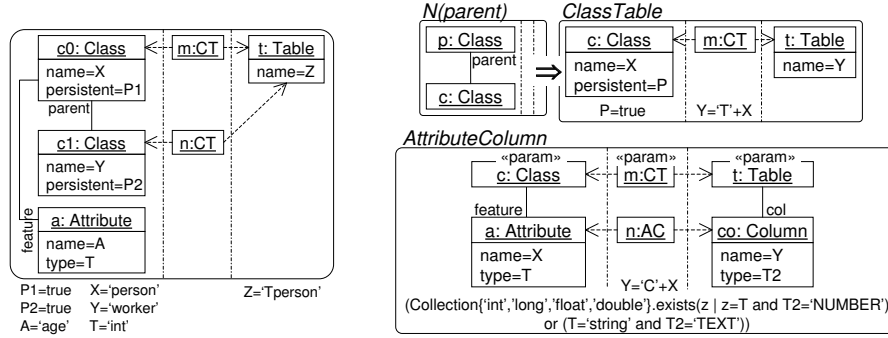 c0: Class
name=X
persistent=P1
m:CT
t: Table
name=Z
parent
c1: Class
name=Y
persistent=P2
n:CT
feature
a: Attribute
name=A
type=T
P1=true X='person' Z='Tperson'
P2=true Y='worker'
A='age' T='int'
N(parent)
p: Class
parent
c: Class
⇒
ClassTable
c: Class
name=X
persistent=P
m:CT
t: Table
name=Y
P=true Y='T'+X
AttributeColumn
«param» «param» «param»
c: Class m:CT t: Table
feature col
a: Attribute n:AC co: Column
name=X name=Y
type=T type=T2
Y='C'+X
(Collection{'int','long','float','double'}.exists(z | z=T and T2='NUMBER')
or (T='string' and T2='TEXT'))